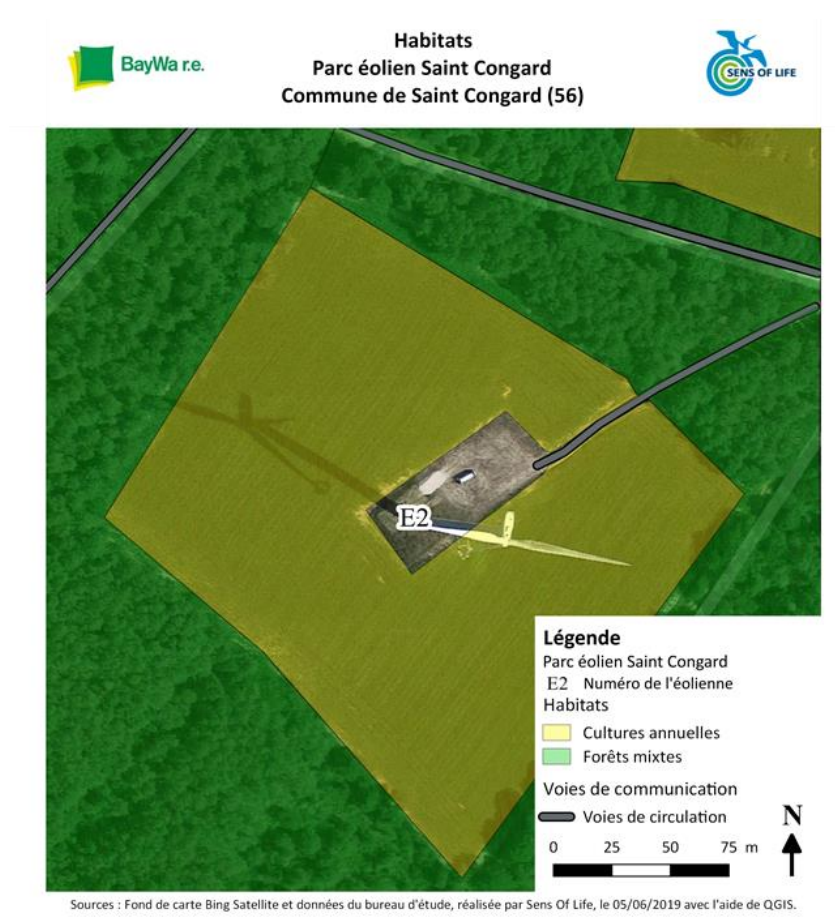 BayWa r.e.
Habitats
Parc éolien Saint Congard
Commune de Saint Congard (56)
SENS OF LIFE
E2
Légende
Parc éolien Saint Congard
E2 Numéro de l'éolienne
Habitats
Cultures annuelles
Forêts mixtes
Voies de communication
Voies de circulation
N
0 25 50 75 m
Sources : Fond de carte Bing Satellite et données du bureau d'étude, réalisée par Sens Of Life, le 05/06/2019 avec l'aide de QGIS.